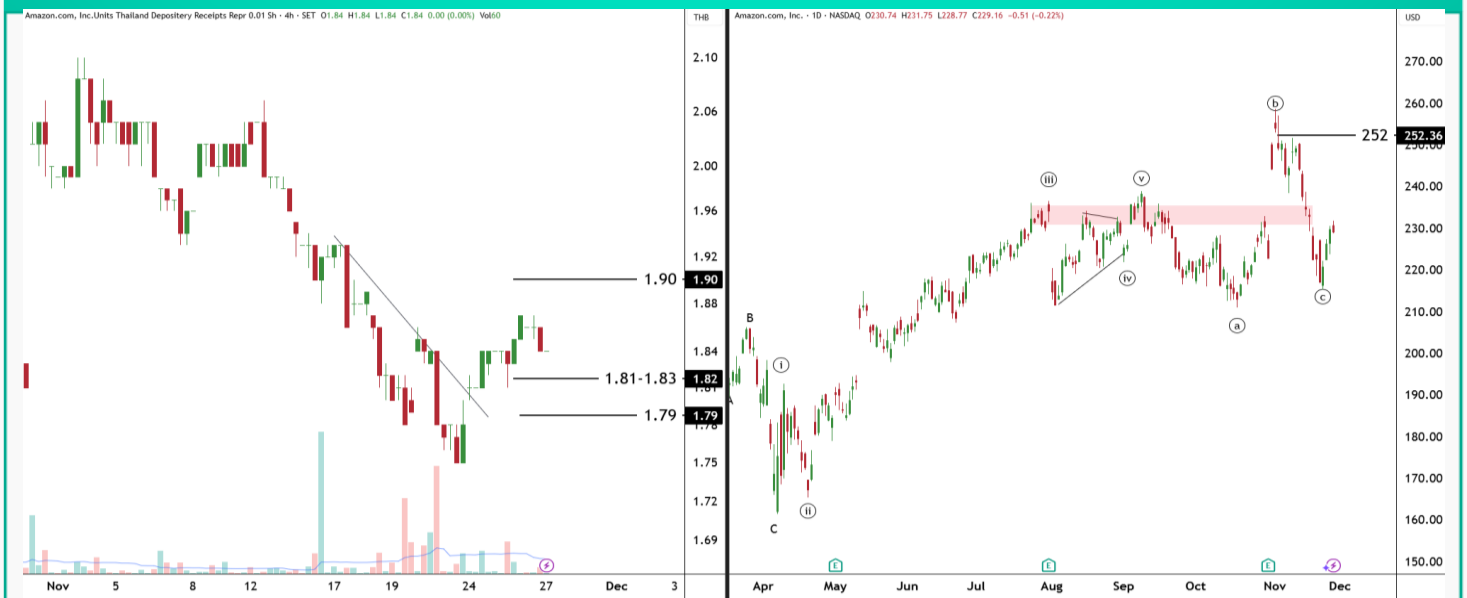 Amazon.com, Inc.Units Thailand Depositery Receipts Repr 0.01 Sh · 4h · SET O1.84 H1.84 L1.84 C1.84 0.00 (0.00%) Vol60
THB
2.10
2.06
2.00
1.96
1.92
1.90 1.90
1.88
1.84
1.81-1.83 1.82
1.79 1.79
1.75
1.72
1.69
Nov 5 8 12 17 19 24 27 Dec 3
Amazon.com, Inc. · 1D · NASDAQ O230.74 H231.75 L228.77 C229.16 −0.51 (−0.22%)
USD
270.00
260.00
b
252 252.36
240.00
iii
v
230.00
220.00
iv
210.00
c
a
B
200.00
i
190.00
A
180.00
170.00
ii
160.00
C
150.00
E E E
Apr May Jun Jul Aug Sep Oct Nov Dec